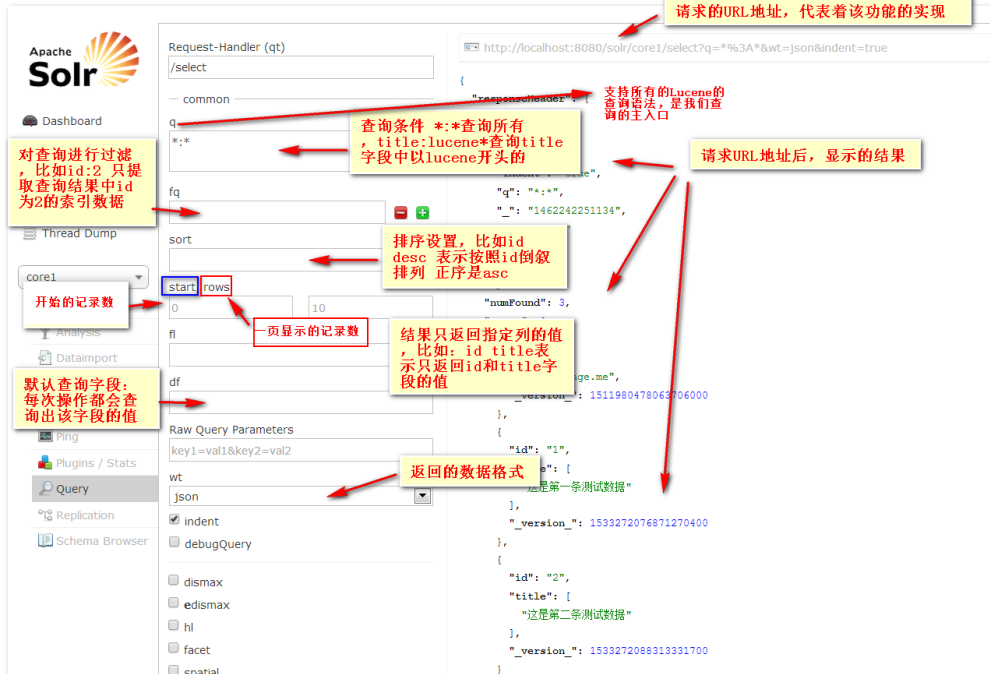 请求的URL地址，代表着该功能的实现
Apache
Solr
Request-Handler (qt)
/select
http://localhost:8080/solr/core1/select?q=*%3A*&wt=json&indent=true
common
{
"responseHeader": {
支持所有的Lucene的
查询语法，是我们查
询的主入口
Dashboard
q
*:*
查询条件 *:*查询所有
，title:lucene*查询title
字段中以lucene开头的
对查询进行过滤
，比如id:2 只提
取查询结果中id
为2的索引数据
请求URL地址后，显示的结果
"indent": "true",
"q": "*:*",
"_": "1462242251134",
fq
Thread Dump
sort
排序设置，比如id
desc 表示按照id倒叙
排列 正序是asc
core1
start rows
"numFound": 3,
开始的记录数
0
10
一页显示的记录数
Analysis
fl
结果只返回指定列的值
，比如：id title表
示只返回id和title字
段的值
Dataimport
默认查询字段：
每次操作都会查
询出该字段的值
df
nge.me",
"_version_": 1511980478063706000
},
{
Raw Query Parameters
key1=val1&key2=val2
Ping
"id": "1",
返回的数据格式
e": [
Plugins / Stats
wt
json
"这是第一条测试数据"
Query
],
indent
"_version_": 1533272076871270400
Replication
},
debugQuery
Schema Browser
{
dismax
"id": "2",
"title": [
edismax
"这是第二条测试数据"
hl
],
facet
"_version_": 1533272088313331700
spatial
}